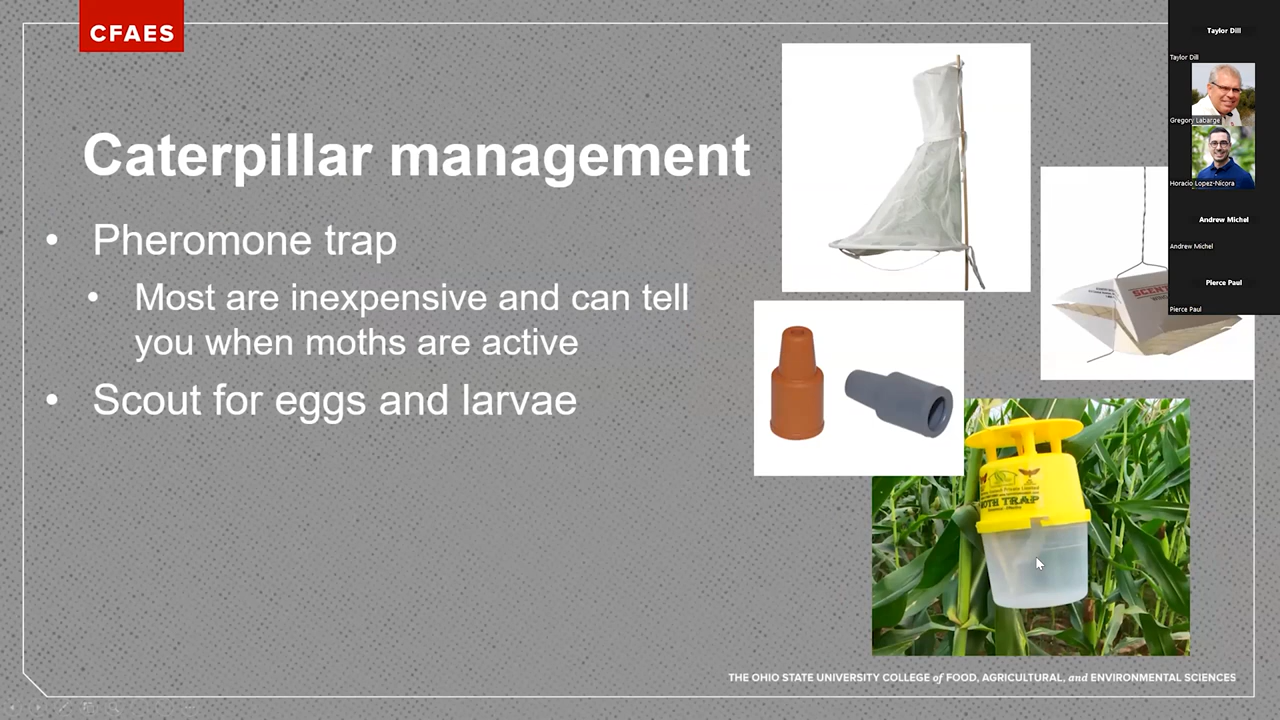 CFAES
Caterpillar management
• Pheromone trap
• Most are inexpensive and can tell
you when moths are active
• Scout for eggs and larvae
MOTH TRAP
THE OHIO STATE UNIVERSITY COLLEGE of FOOD, AGRICULTURAL, and ENVIRONMENTAL SCIENCES
Taylor Dill
Taylor Dill
Gregory Labarge
Horacio Lopez-Nicora
Andrew Michel
Andrew Michel
Pierce Paul
Pierce Paul